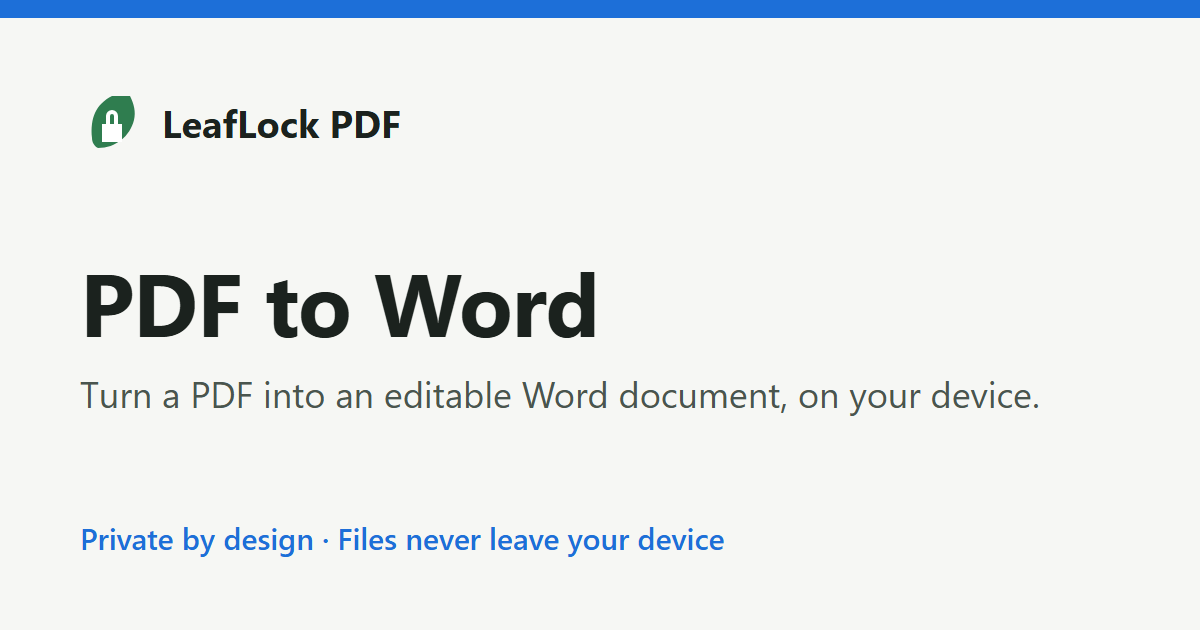 LeafLock PDF
PDF to Word
Turn a PDF into an editable Word document, on your device.
Private by design · Files never leave your device